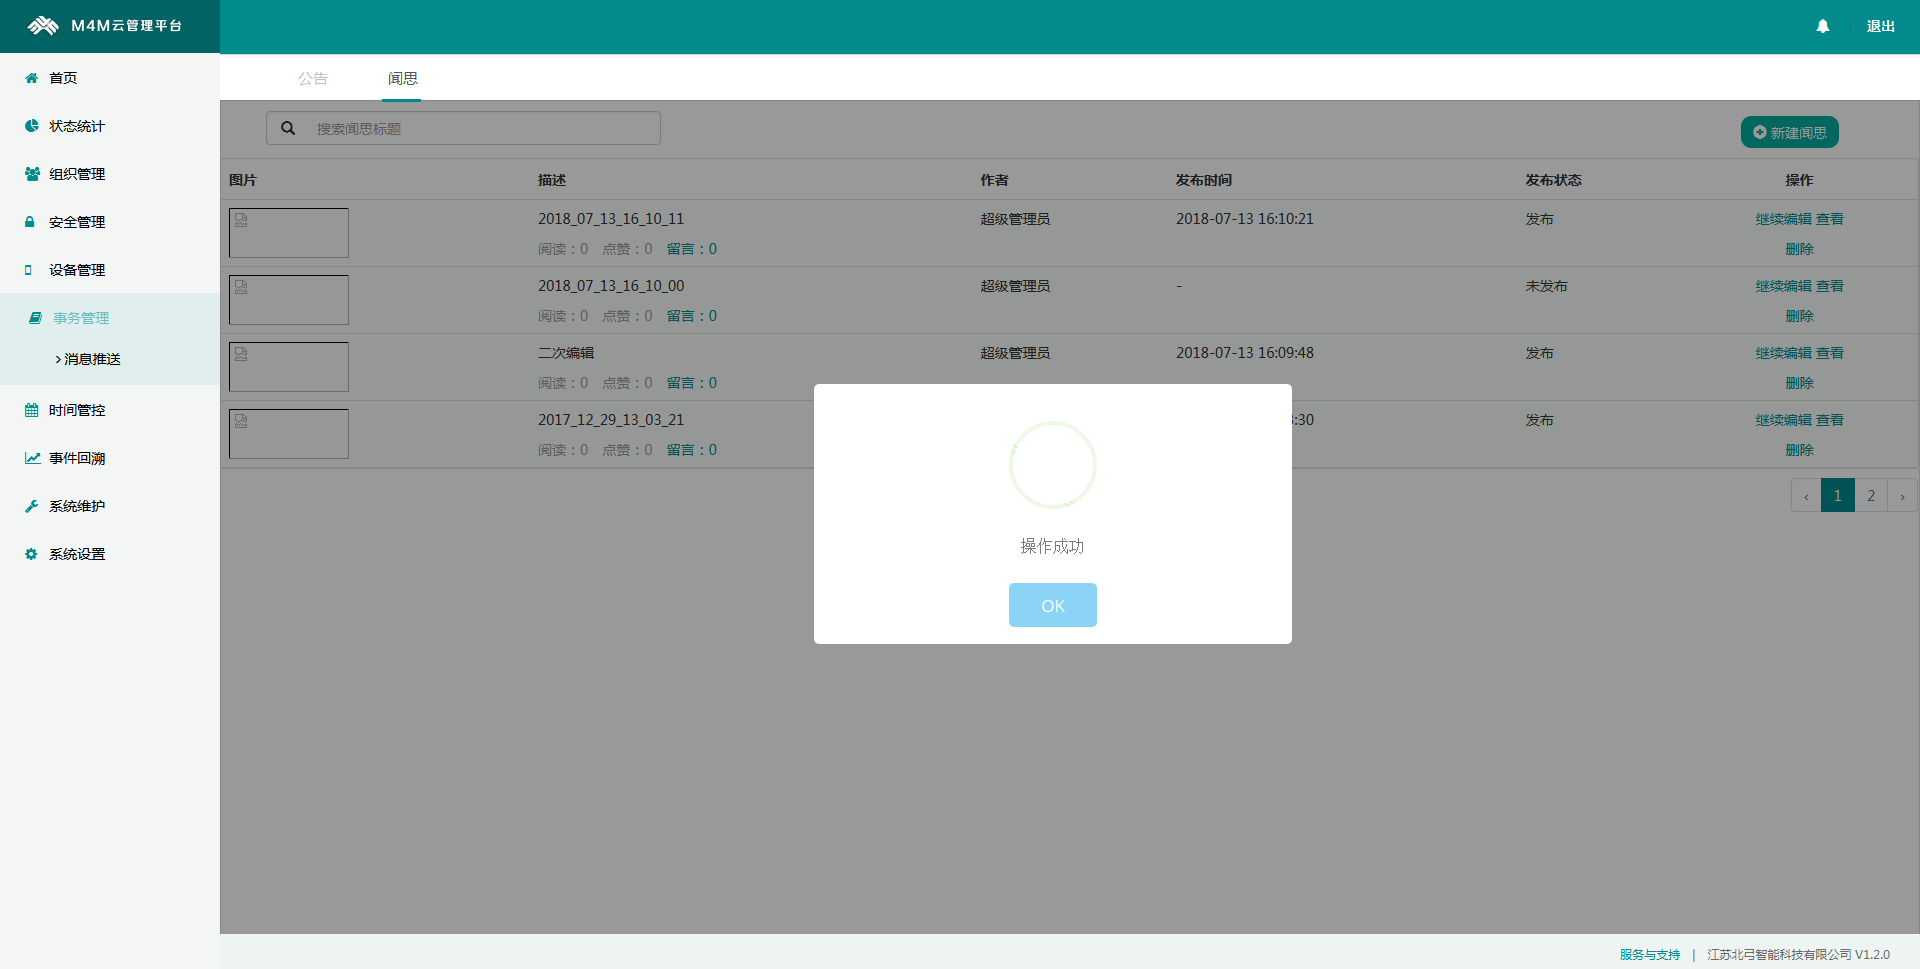 M4M云管理平台
退出
首页
状态统计
组织管理
安全管理
设备管理
事务管理
消息推送
时间管控
事件回溯
系统维护
系统设置
公告 闻思
搜索闻思标题
新建闻思
图片 描述 作者 发布时间 发布状态 操作
2018_07_13_16_10_11 超级管理员 2018-07-13 16:10:21 发布 继续编辑 查看
阅读：0 点赞：0 留言：0 删除
2018_07_13_16_10_00 超级管理员 - 未发布 继续编辑 查看
阅读：0 点赞：0 留言：0 删除
二次编辑 超级管理员 2018-07-13 16:09:48 发布 继续编辑 查看
阅读：0 点赞：0 留言：0 删除
2017_12_29_13_03_21 :30 发布 继续编辑 查看
阅读：0 点赞：0 留言：0 删除
‹ 1 2 ›
操作成功
OK
服务与支持 | 江苏北弓智能科技有限公司 V1.2.0